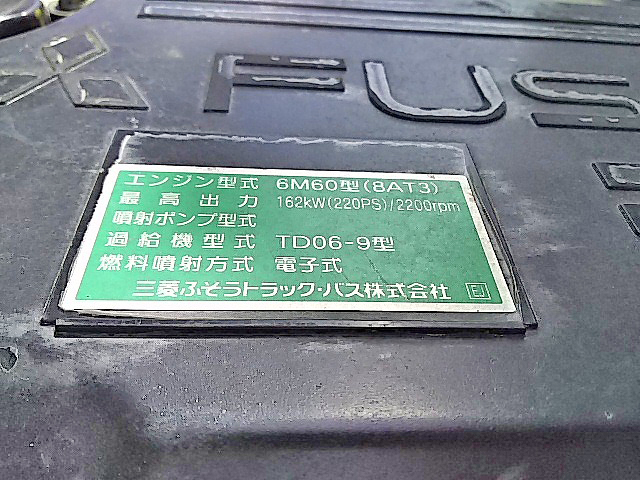 FUS
エンジン型式 6M60型(8AT3)
最高出力 162kW(220PS)/2200rpm
噴射ポンプ型式
過給機型式 TD06-9型
燃料噴射方式 電子式
三菱ふそうトラック・バス株式会社